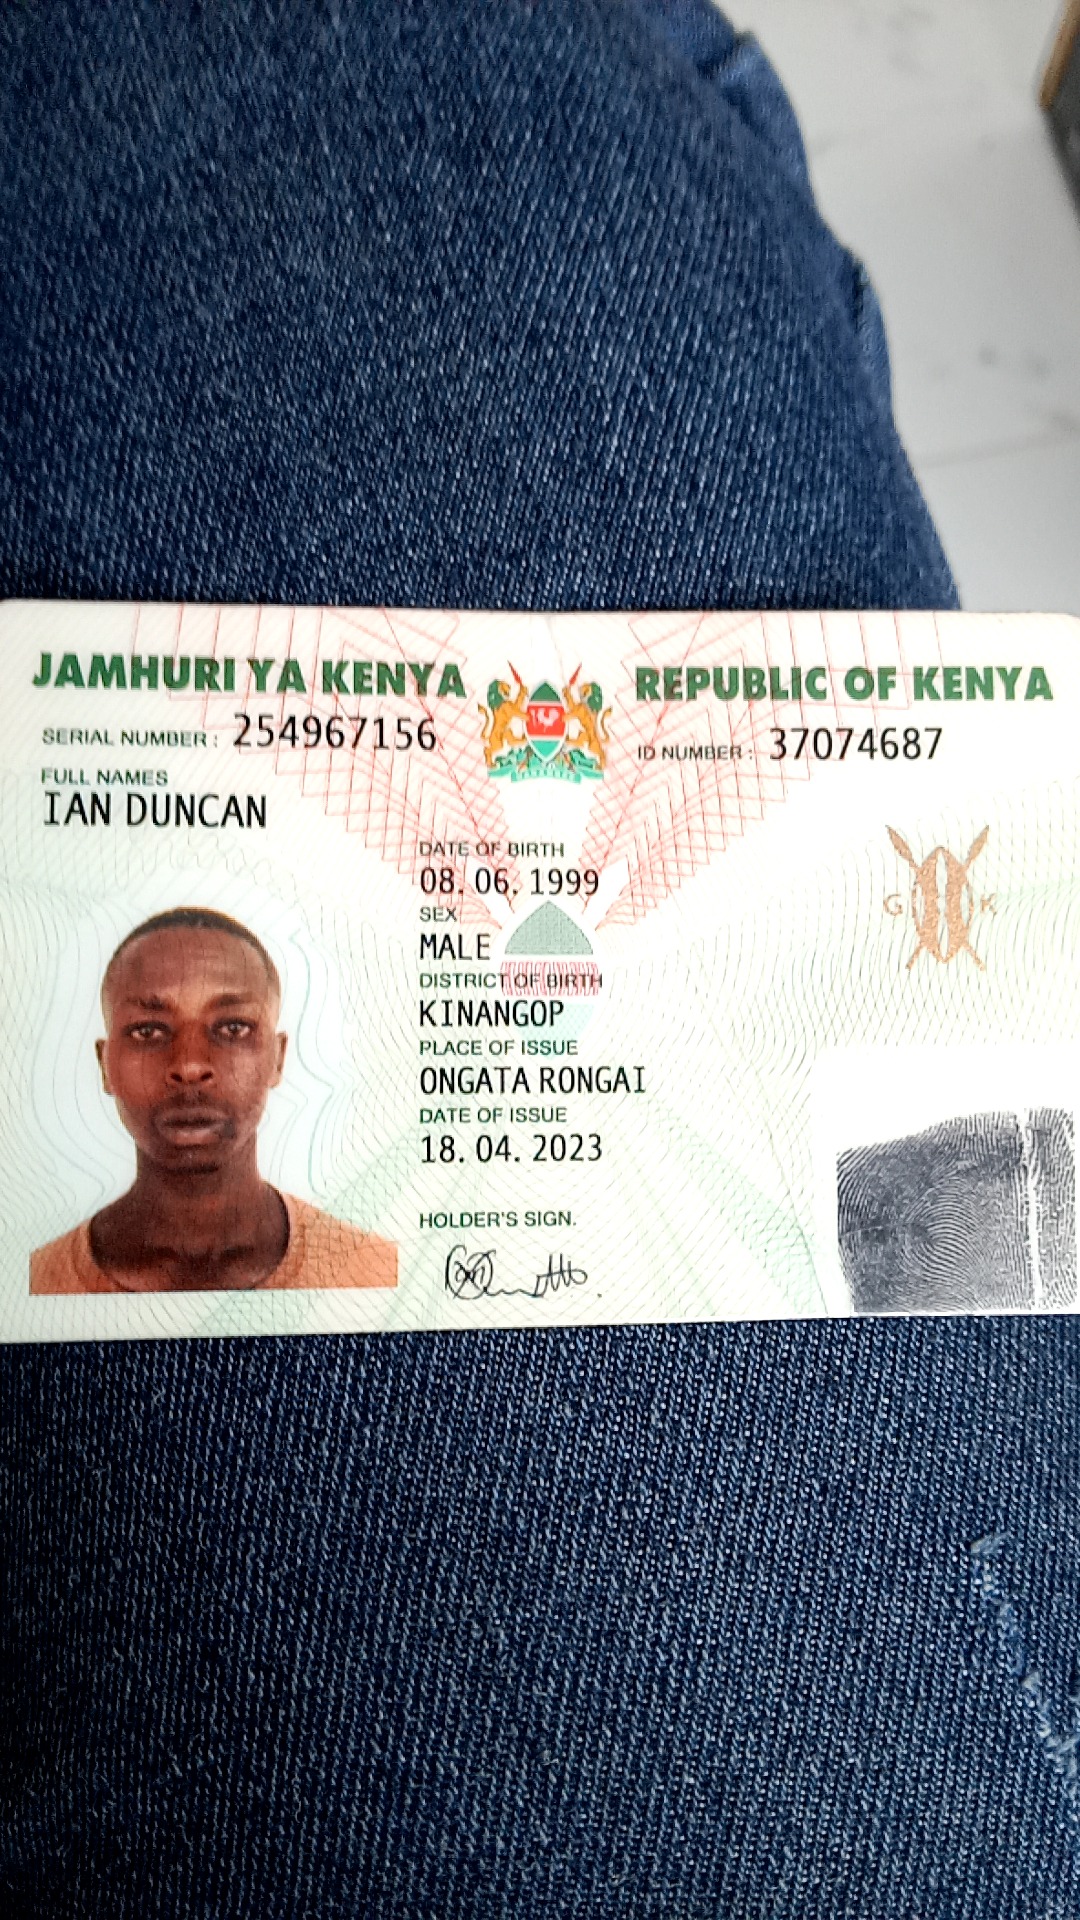 JAMHURI YA KENYA
REPUBLIC OF KENYA
SERIAL NUMBER : 254967156
ID NUMBER : 37074687
FULL NAMES
IAN DUNCAN
DATE OF BIRTH
08. 06. 1999
SEX
MALE
G K
DISTRICT OF BIRTH
KINANGOP
PLACE OF ISSUE
ONGATA RONGAI
DATE OF ISSUE
18. 04. 2023
HOLDER'S SIGN.